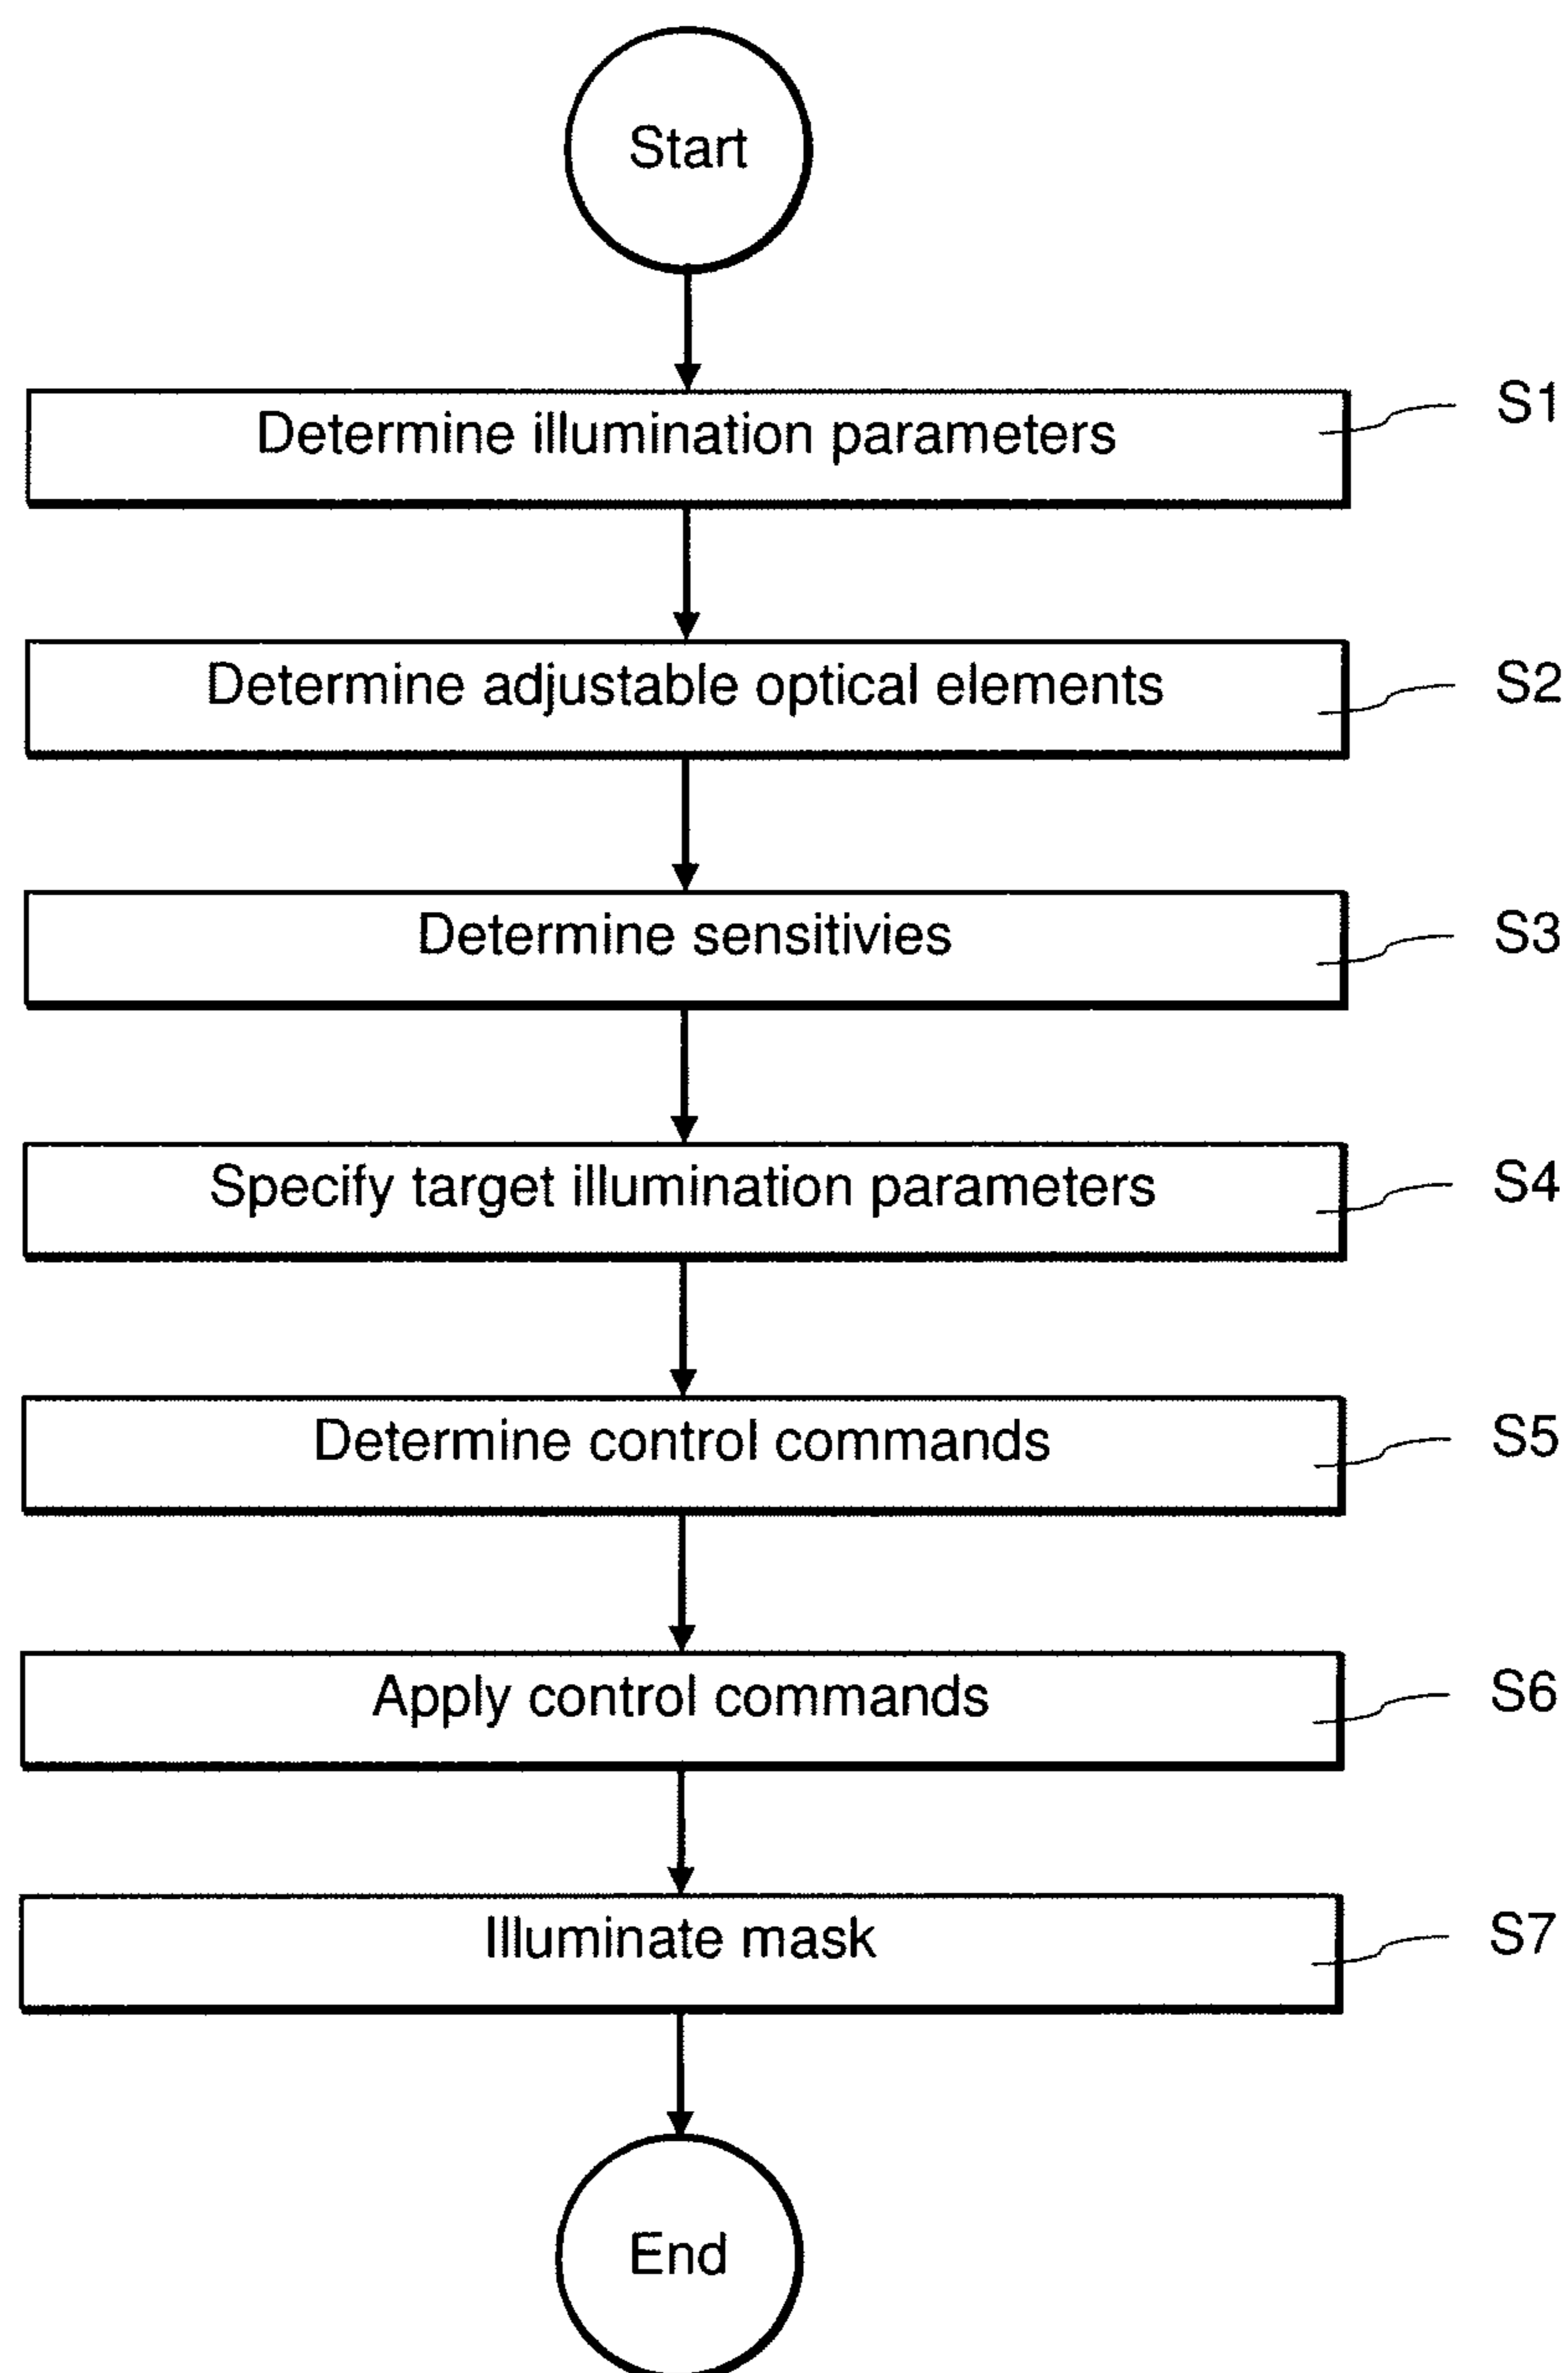 Start
Determine illumination parameters
S1
Determine adjustable optical elements
S2
Determine sensitivies
S3
Specify target illumination parameters
S4
Determine control commands
S5
Apply control commands
S6
Illuminate mask
S7
End